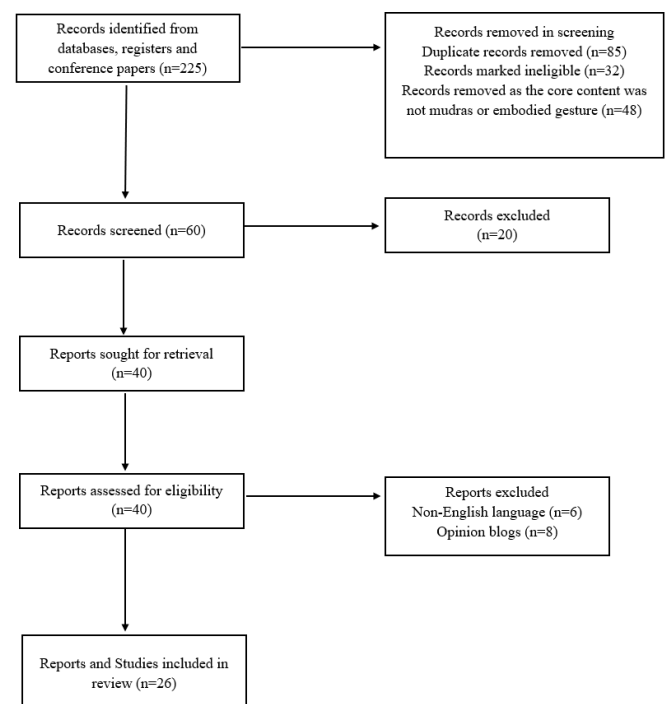 Records identified from
databases, registers and
conference papers (n=225)
Records removed in screening
Duplicate records removed (n=85)
Records marked ineligible (n=32)
Records removed as the core content was
not mudras or embodied gesture (n=48)
Records screened (n=60)
Records excluded
(n=20)
Reports sought for retrieval
(n=40)
Reports assessed for eligibility
(n=40)
Reports excluded
Non-English language (n=6)
Opinion blogs (n=8)
Reports and Studies included in
review (n=26)